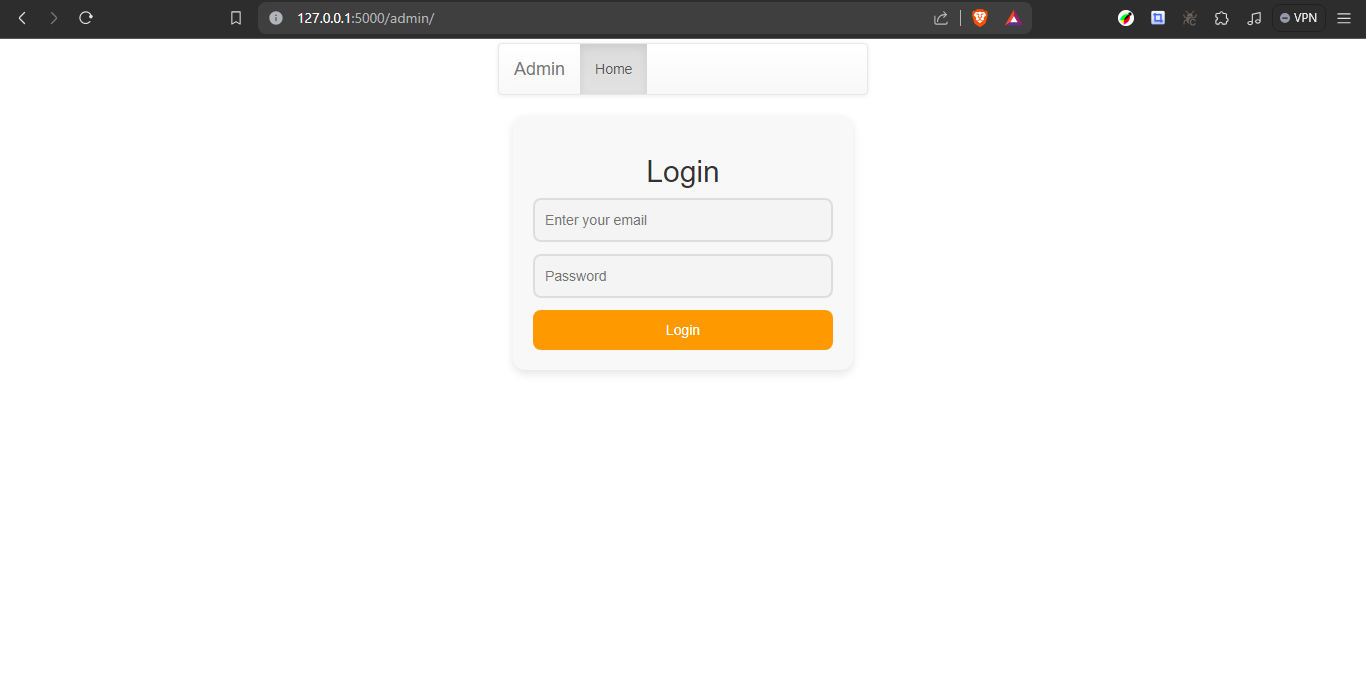 127.0.0.1:5000/admin/
VPN
Admin
Home
Login
Enter your email
Password
Login